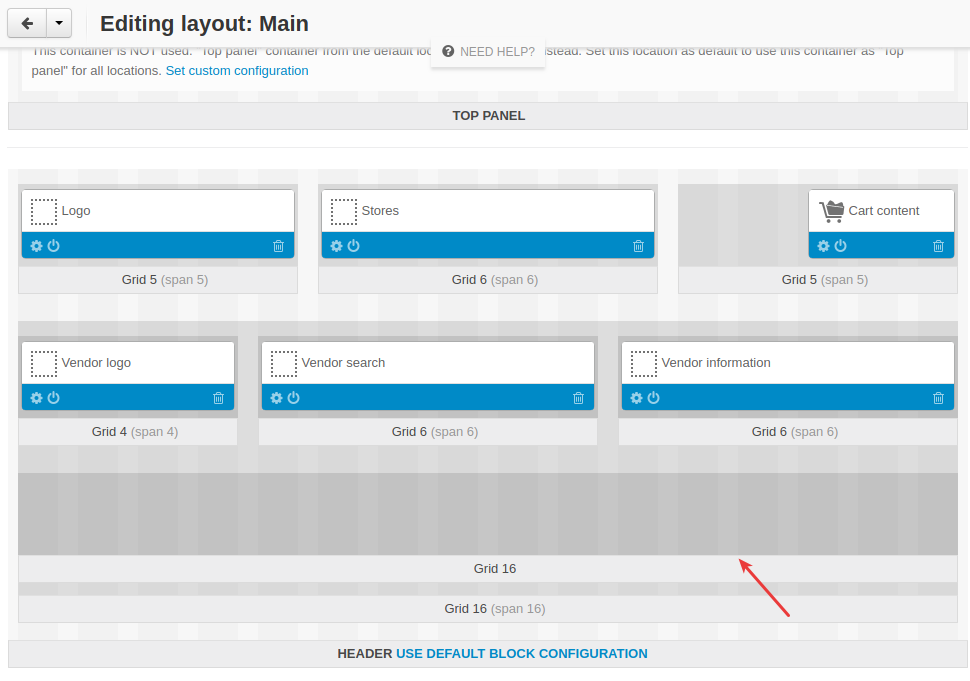 Editing layout: Main
This container is NOT used. "Top panel" container from the default loc
NEED HELP?
stead. Set this location as default to use this container as "Top
panel" for all locations. Set custom configuration
TOP PANEL
Logo
Stores
Cart content
Grid 5 (span 5)
Grid 6 (span 6)
Grid 5 (span 5)
Vendor logo
Vendor search
Vendor information
Grid 4 (span 4)
Grid 6 (span 6)
Grid 6 (span 6)
Grid 16
Grid 16 (span 16)
HEADER USE DEFAULT BLOCK CONFIGURATION